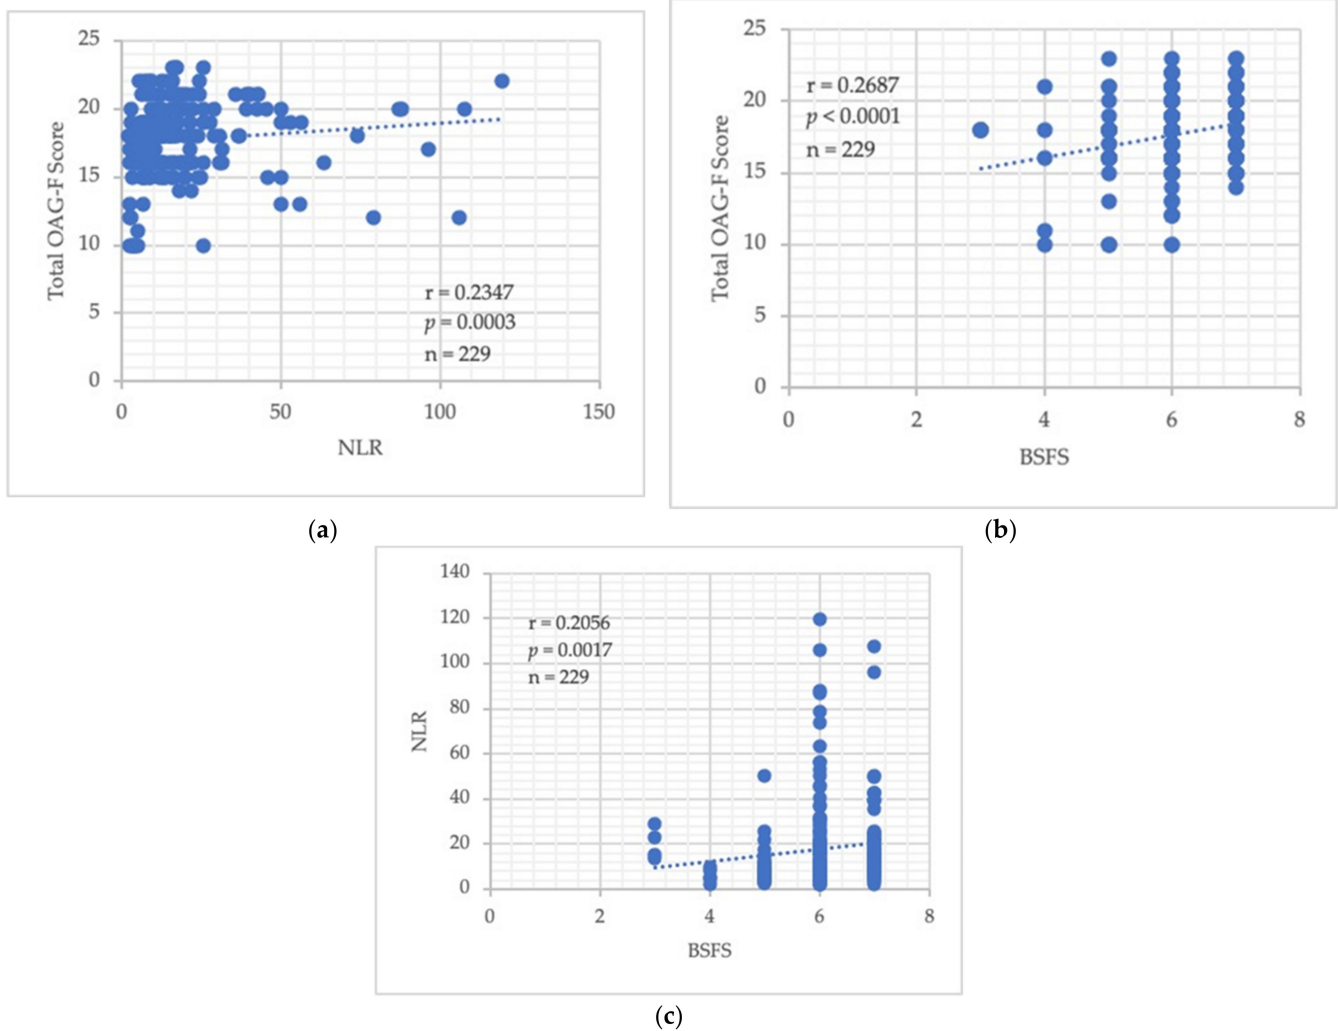 25
20
15
10
5
0
Total OAG-F Score
r = 0.2347
p = 0.0003
n = 229
0 50 100 150
NLR
(a)
25
20
15
10
5
0
Total OAG-F Score
r = 0.2687
p < 0.0001
n = 229
0 2 4 6 8
BSFS
(b)
140
120
100
80
60
40
20
0
NLR
r = 0.2056
p = 0.0017
n = 229
0 2 4 6 8
BSFS
(c)